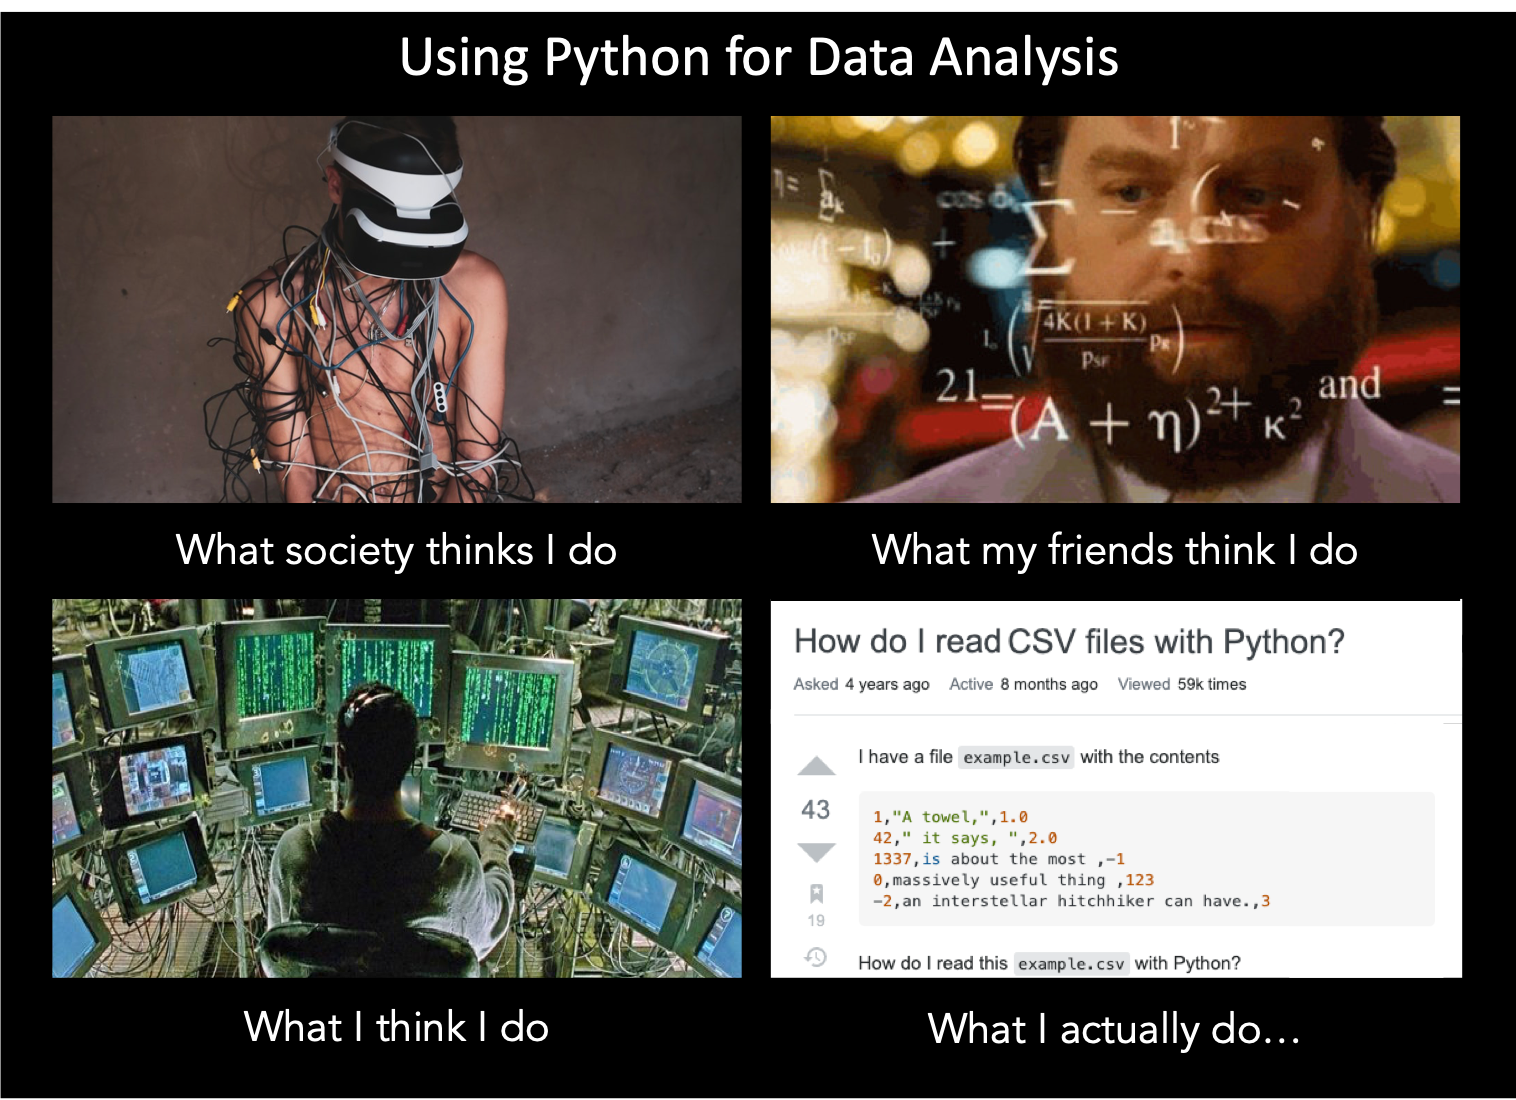 Using Python for Data Analysis
What society thinks I do
cos
21=
4K(1 + K)
(A + η)²⁺ κ² and =
What my friends think I do
What I think I do
How do I read CSV files with Python?
Asked 4 years ago Active 8 months ago Viewed 59k times
I have a file example.csv with the contents
43
1,"A towel,",1.0
42," it says, ",2.0
1337,is about the most ,-1
0,massively useful thing ,123
-2,an interstellar hitchhiker can have.,3
19
How do I read this example.csv with Python?
What I actually do...